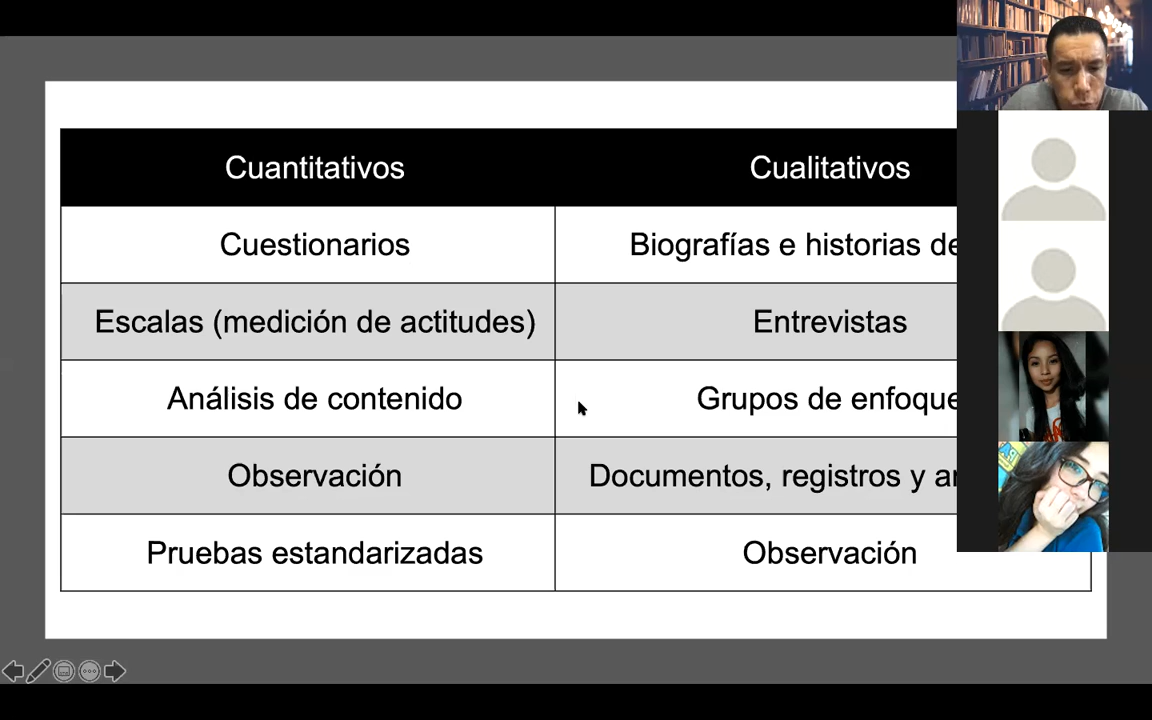 Cuantitativos Cualitativos
Cuestionarios Biografías e historias de
Escalas (medición de actitudes) Entrevistas
Análisis de contenido Grupos de enfoque
Observación Documentos, registros y
Pruebas estandarizadas Observación